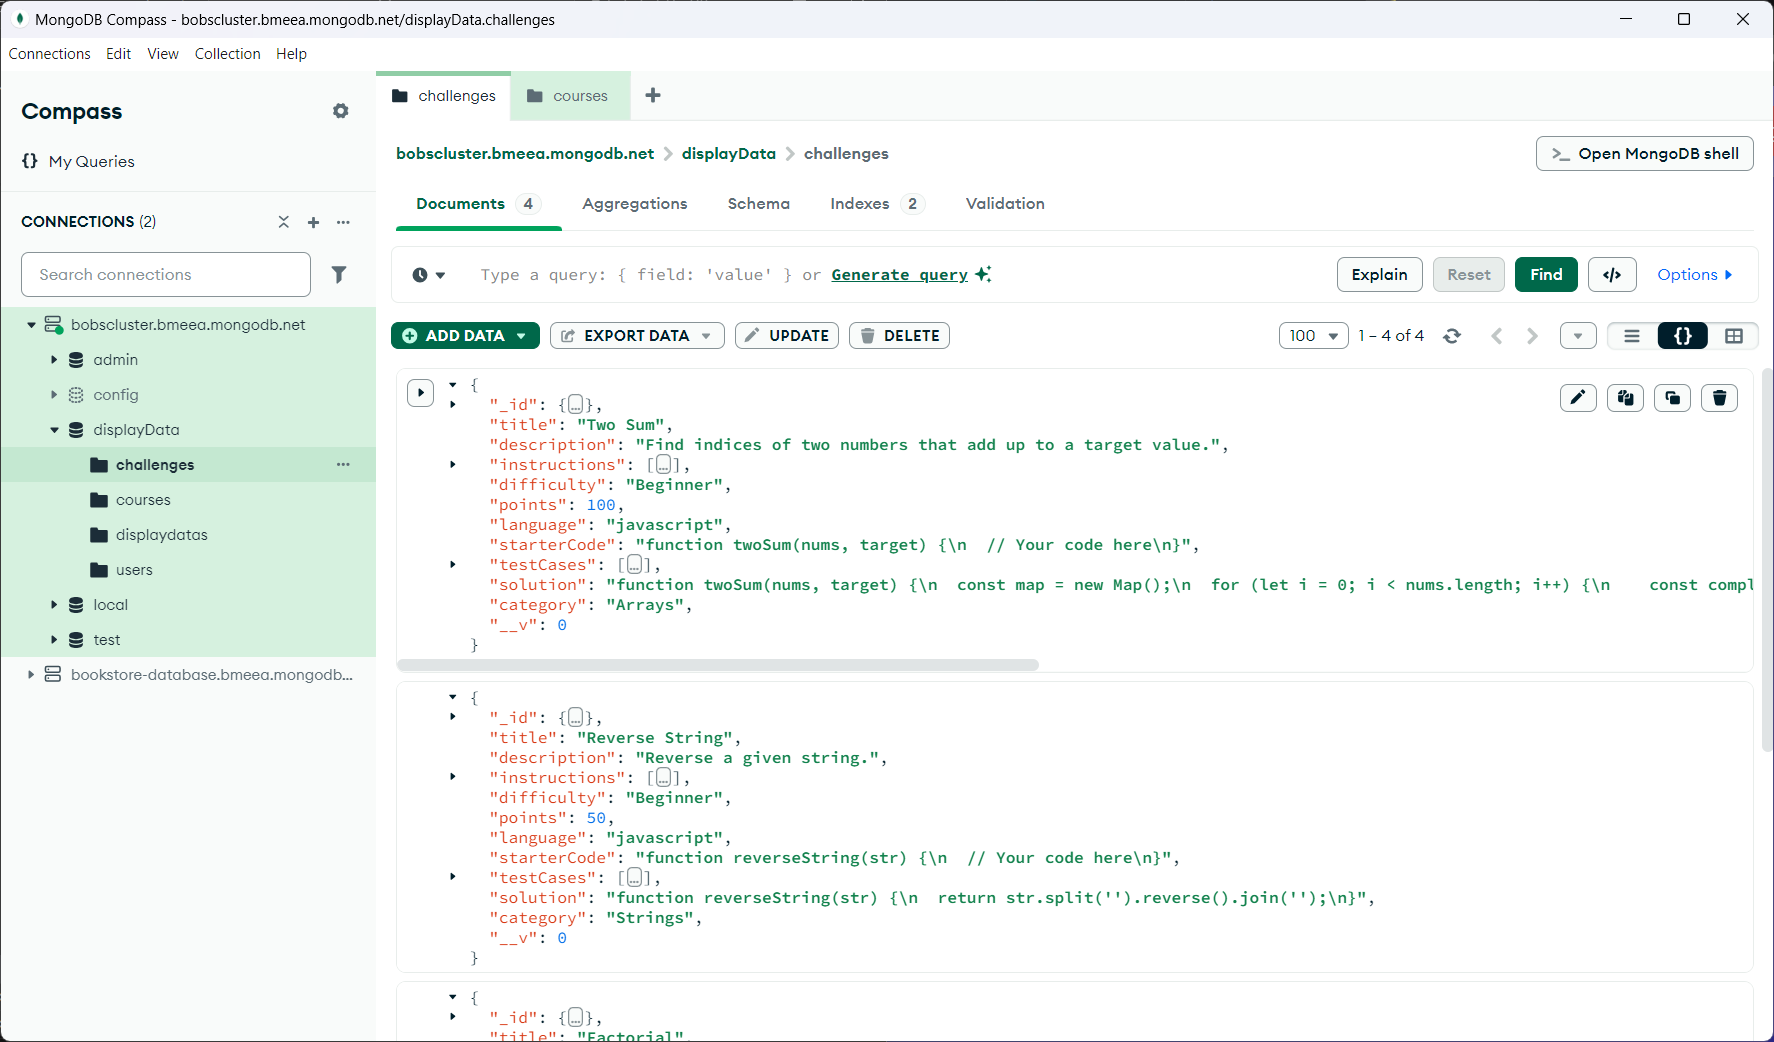 MongoDB Compass - bobscluster.bmeea.mongodb.net/displayData.challenges
Connections Edit View Collection Help
Compass
{} My Queries
CONNECTIONS (2)
Search connections
bobscluster.bmeea.mongodb.net
admin
config
displayData
challenges
courses
displaydatas
users
local
test
bookstore-database.bmeea.mongodb...
challenges courses
bobscluster.bmeea.mongodb.net > displayData > challenges
>_ Open MongoDB shell
Documents 4 Aggregations Schema Indexes 2 Validation
Type a query: { field: 'value' } or Generate query
Explain Reset Find </> Options
ADD DATA EXPORT DATA UPDATE DELETE
100 1 – 4 of 4 {}
{
"_id": {…},
"title": "Two Sum",
"description": "Find indices of two numbers that add up to a target value.",
"instructions": […],
"difficulty": "Beginner",
"points": 100,
"language": "javascript",
"starterCode": "function twoSum(nums, target) {\n  // Your code here\n}",
"testCases": […],
"solution": "function twoSum(nums, target) {\n  const map = new Map();\n  for (let i = 0; i < nums.length; i++) {\n    const compl
"category": "Arrays",
"__v": 0
}
{
"_id": {…},
"title": "Reverse String",
"description": "Reverse a given string.",
"instructions": […],
"difficulty": "Beginner",
"points": 50,
"language": "javascript",
"starterCode": "function reverseString(str) {\n  // Your code here\n}",
"testCases": […],
"solution": "function reverseString(str) {\n  return str.split('').reverse().join('');\n}",
"category": "Strings",
"__v": 0
}
{
"_id": {…},
"title": "Factorial",